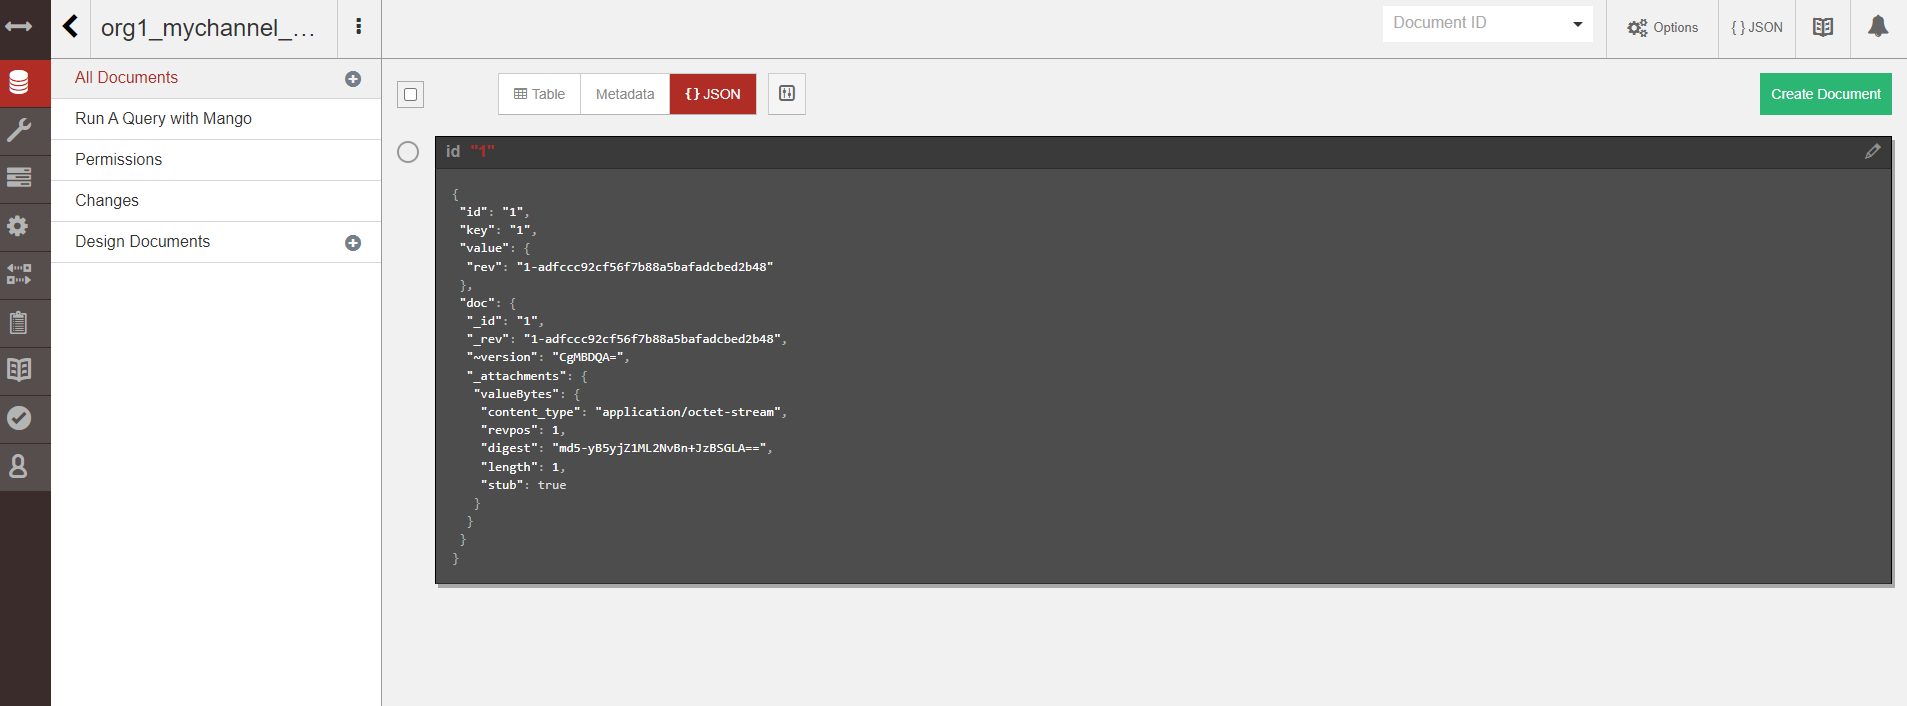 org1_mychannel_...
Document ID
Options
{ } JSON
All Documents
Run A Query with Mango
Permissions
Changes
Design Documents
Table
Metadata
{ } JSON
Create Document
id "1"
{
"id": "1",
"key": "1",
"value": {
"rev": "1-adfccc92cf56f7b88a5bafadcbed2b48"
},
"doc": {
"_id": "1",
"_rev": "1-adfccc92cf56f7b88a5bafadcbed2b48",
"~version": "CgMBDQA=",
"_attachments": {
"valueBytes": {
"content_type": "application/octet-stream",
"revpos": 1,
"digest": "md5-yB5yjZ1ML2NvBn+JzBSGLA==",
"length": 1,
"stub": true
}
}
}
}